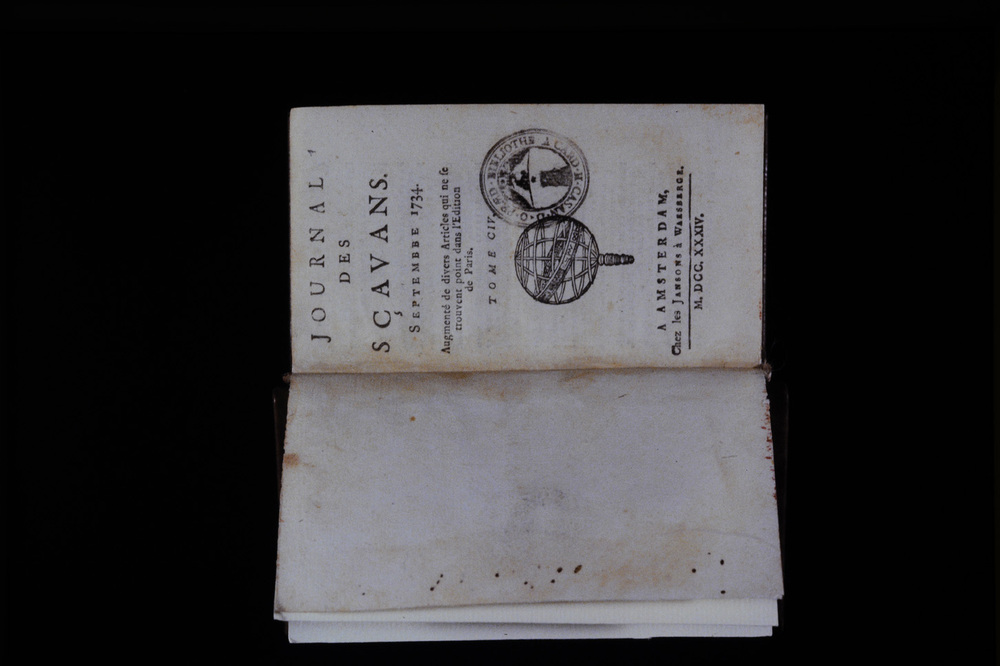 JOURNAL
DES
SÇAVANS.
SEPTEMBRE 1734.
Augmenté de divers Articles qui ne se
trouvent point dans l'Edition
de Paris.
TOME CIV.
BIBLIOTHE
A AMSTERDAM,
Chez les JANSONS à WAESBERGE.
M. DCC. XXXIV.